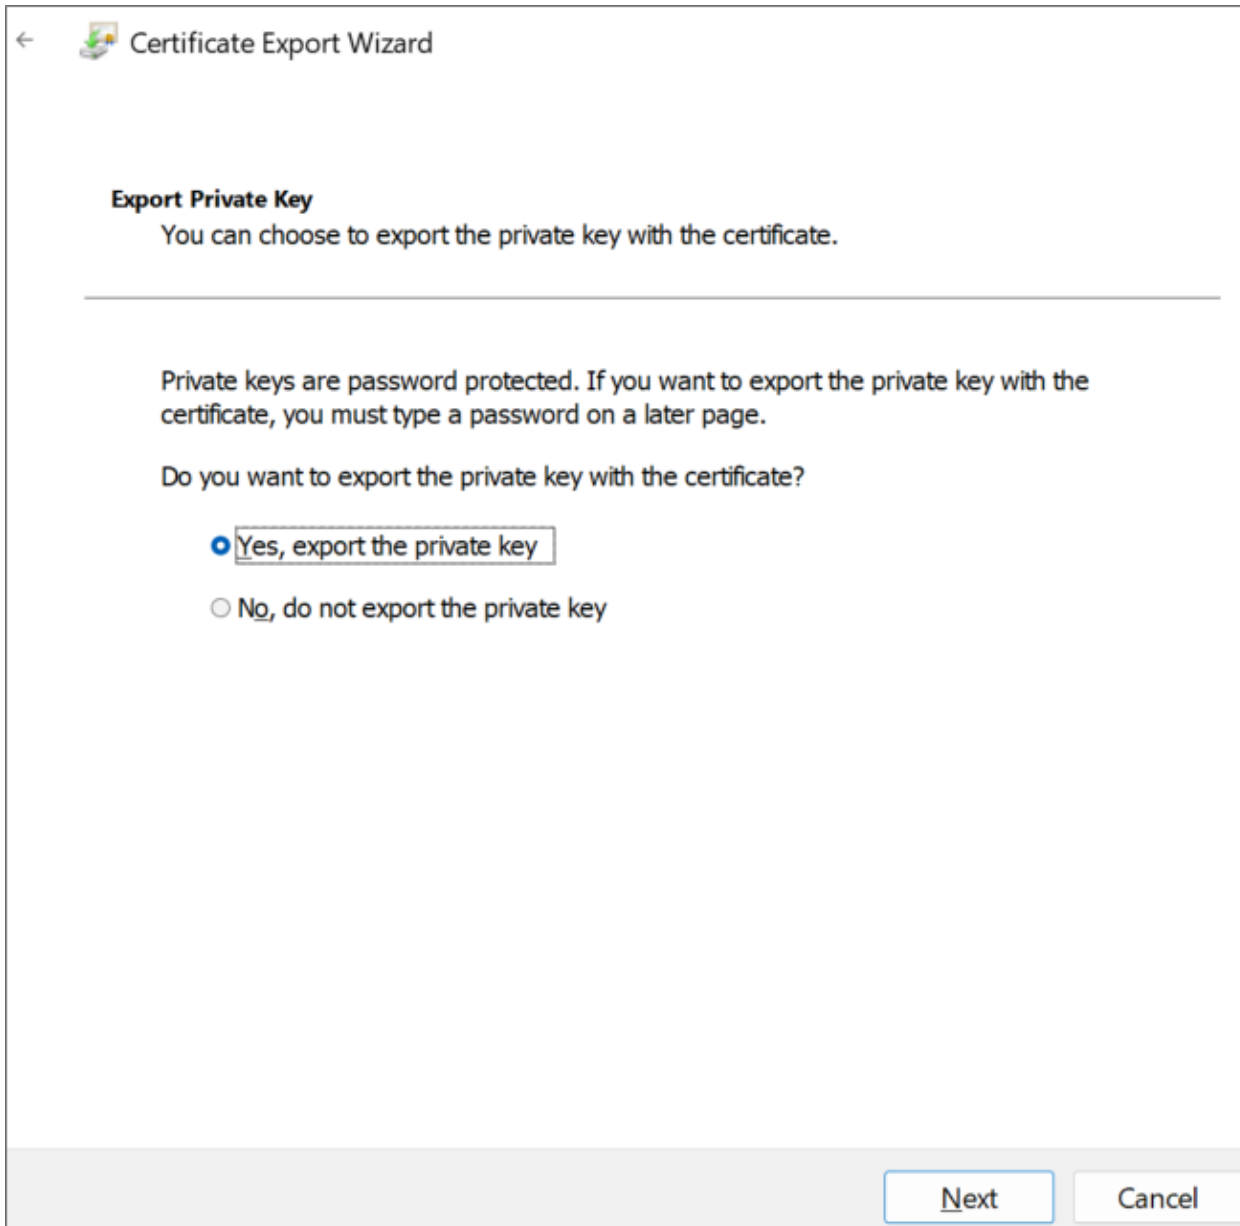 Certificate Export Wizard
Export Private Key
You can choose to export the private key with the certificate.
Private keys are password protected. If you want to export the private key with the
certificate, you must type a password on a later page.
Do you want to export the private key with the certificate?
Yes, export the private key
No, do not export the private key
Next
Cancel